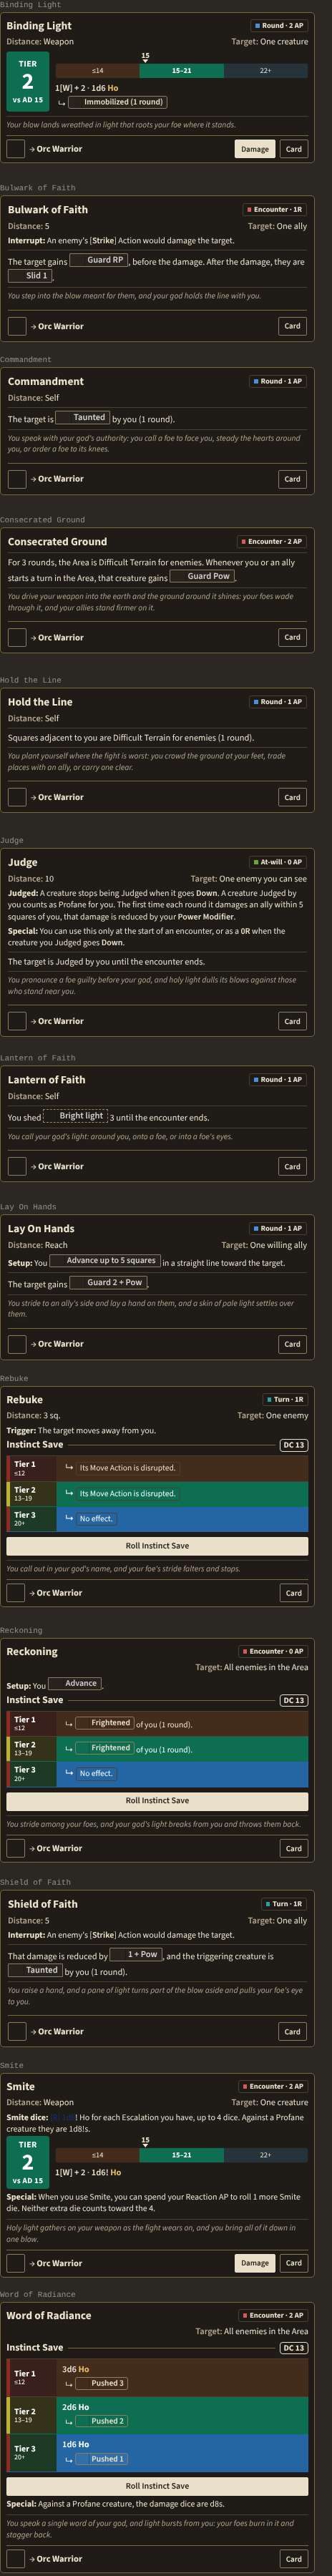 Binding Light
Binding Light
Round · 2 AP
Distance: Weapon
Target: One creature
TIER
2
vs AD 15
15
≤14
15–21
22+
1[W] + 2 · 1d6 Ho
Immobilized (1 round)
Your blow lands wreathed in light that roots your foe where it stands.
→ Orc Warrior
Damage
Card
Bulwark of Faith
Bulwark of Faith
Encounter · 1R
Distance: 5
Target: One ally
Interrupt: An enemy's [Strike] Action would damage the target.
The target gains Guard RP, before the damage. After the damage, they are
Slid 1.
You step into the blow meant for them, and your god holds the line with you.
→ Orc Warrior
Card
Commandment
Commandment
Round · 1 AP
Distance: Self
The target is Taunted by you (1 round).
You speak with your god's authority: you call a foe to face you, steady the hearts around
you, or order a foe to its knees.
→ Orc Warrior
Card
Consecrated Ground
Consecrated Ground
Encounter · 2 AP
For 3 rounds, the Area is Difficult Terrain for enemies. Whenever you or an ally
starts a turn in the Area, that creature gains Guard Pow.
You drive your weapon into the earth and the ground around it shines: your foes wade
through it, and your allies stand firmer on it.
→ Orc Warrior
Card
Hold the Line
Hold the Line
Round · 1 AP
Distance: Self
Squares adjacent to you are Difficult Terrain for enemies (1 round).
You plant yourself where the fight is worst: you crowd the ground at your feet, trade
places with an ally, or carry one clear.
→ Orc Warrior
Card
Judge
Judge
At-will · 0 AP
Distance: 10
Target: One enemy you can see
Judged: A creature stops being Judged when it goes Down. A creature Judged by
you counts as Profane for you. The first time each round it damages an ally within 5
squares of you, that damage is reduced by your Power Modifier.
Special: You can use this only at the start of an encounter, or as a 0R when the
creature you Judged goes Down.
The target is Judged by you until the encounter ends.
You pronounce a foe guilty before your god, and holy light dulls its blows against those
who stand near you.
→ Orc Warrior
Card
Lantern of Faith
Lantern of Faith
Round · 1 AP
Distance: Self
You shed Bright light 3 until the encounter ends.
You call your god's light: around you, onto a foe, or into a foe's eyes.
→ Orc Warrior
Card
Lay On Hands
Lay On Hands
Round · 1 AP
Distance: Reach
Target: One willing ally
Setup: You Advance up to 5 squares in a straight line toward the target.
The target gains Guard 2 + Pow.
You stride to an ally's side and lay a hand on them, and a skin of pale light settles over
them.
→ Orc Warrior
Card
Rebuke
Rebuke
Turn · 1R
Distance: 3 sq.
Target: One enemy
Trigger: The target moves away from you.
Instinct Save
DC 13
Tier 1
≤12
Its Move Action is disrupted.
Tier 2
13–19
Its Move Action is disrupted.
Tier 3
20+
No effect.
Roll Instinct Save
You call out in your god's name, and your foe's stride falters and stops.
→ Orc Warrior
Card
Reckoning
Reckoning
Encounter · 0 AP
Target: All enemies in the Area
Setup: You Advance.
Instinct Save
DC 13
Tier 1
≤12
Frightened of you (1 round).
Tier 2
13–19
Frightened of you (1 round).
Tier 3
20+
No effect.
Roll Instinct Save
You stride among your foes, and your god's light breaks from you and throws them back.
→ Orc Warrior
Card
Shield of Faith
Shield of Faith
Turn · 1R
Distance: 5
Target: One ally
Interrupt: An enemy's [Strike] Action would damage the target.
That damage is reduced by 1 + Pow, and the triggering creature is
Taunted by you (1 round).
You raise a hand, and a pane of light turns part of the blow aside and pulls your foe's eye
to you.
→ Orc Warrior
Card
Smite
Smite
Encounter · 2 AP
Distance: Weapon
Target: One creature
Smite dice: ! Ho for each Escalation you have, up to 4 dice. Against a Profane
creature they are 1d8!s.
TIER
2
vs AD 15
15
≤14
15–21
22+
1[W] + 2 · 1d6! Ho
Special: When you use Smite, you can spend your Reaction AP to roll 1 more Smite
die. Neither extra die counts toward the 4.
Holy light gathers on your weapon as the fight wears on, and you bring all of it down in
one blow.
→ Orc Warrior
Damage
Card
Word of Radiance
Word of Radiance
Encounter · 2 AP
Target: All enemies in the Area
Instinct Save
DC 13
Tier 1
≤12
3d6 Ho
Pushed 3
Tier 2
13–19
2d6 Ho
Pushed 2
Tier 3
20+
1d6 Ho
Pushed 1
Roll Instinct Save
Special: Against a Profane creature, the damage dice are d8s.
You speak a single word of your god, and light bursts from you: your foes burn in it and
stagger back.
→ Orc Warrior
Card